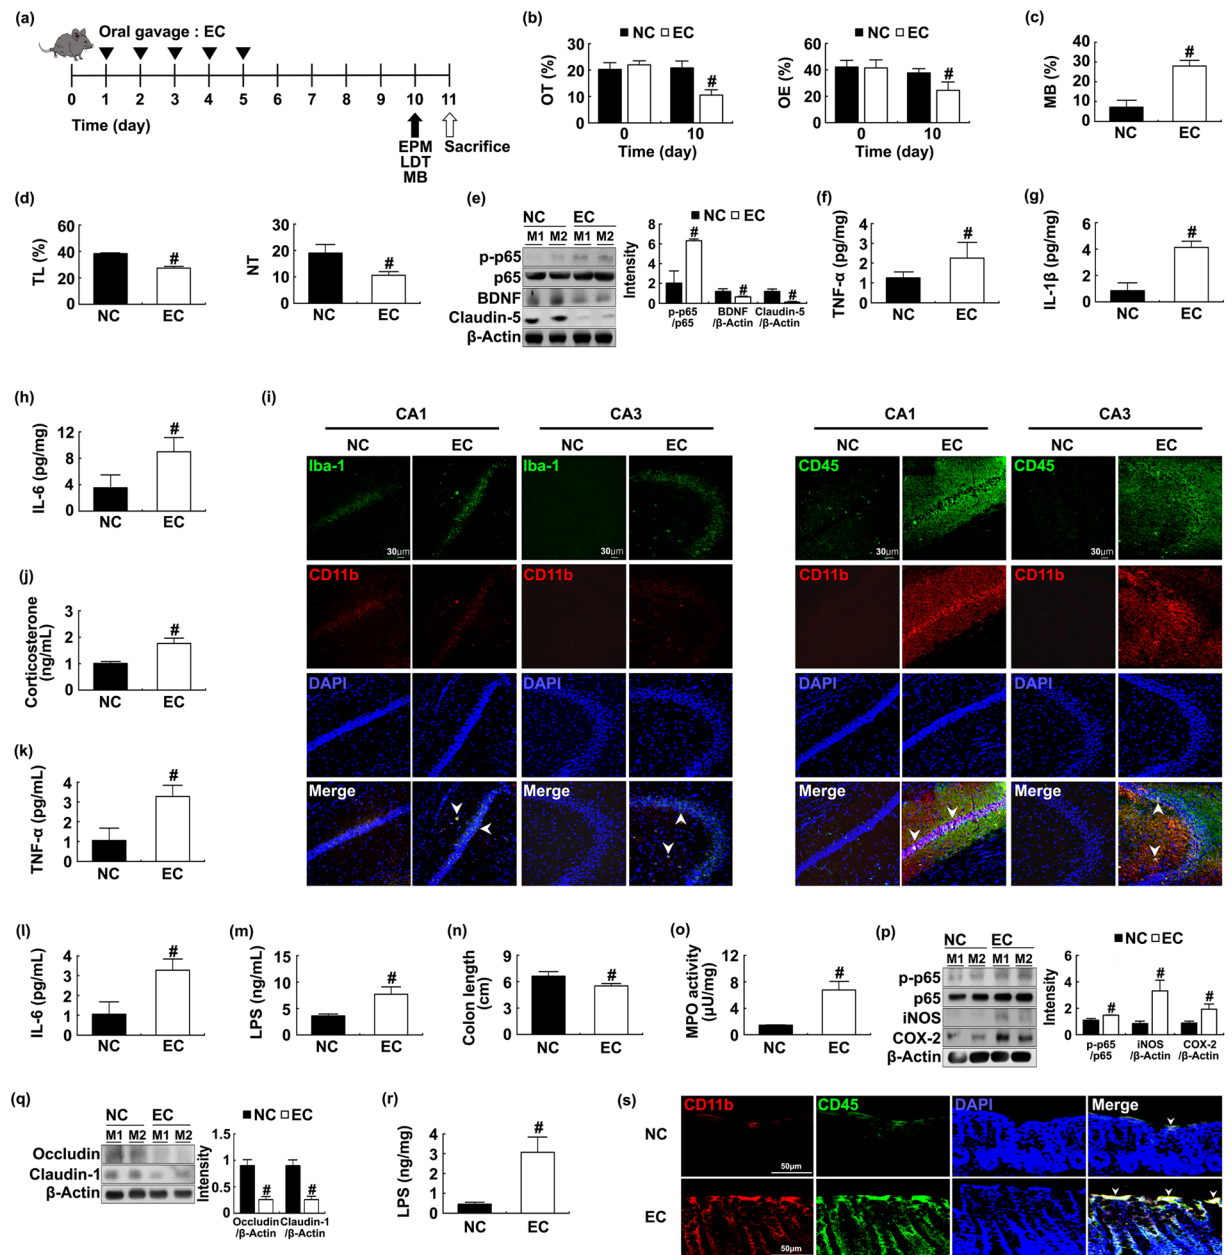 (a)
Oral gavage : EC
0 1 2 3 4 5 6 7 8 9 10 11
Time (day)
EPM
LDT
MB
Sacrifice
(b)
NC EC
OT (%)
30
20
10
0
#
0 10
Time (day)
NC EC
OE (%)
60
40
20
0
#
0 10
Time (day)
(c)
MB (%)
40
30
20
10
0
#
NC EC
(d)
TL (%)
60
40
20
0
#
NC EC
NT
30
20
10
0
#
NC EC
(e)
NC EC
M1 M2 M1 M2
p-p65
p65
BDNF
Claudin-5
β-Actin
NC EC
Intensity
8
6
4
2
0
# # #
p-p65 BDNF Claudin-5
/p65 /β-Actin /β-Actin
(f)
TNF-α (pg/mg)
4
3
2
1
0
#
NC EC
(g)
IL-1β (pg/mg)
6
4
2
0
#
NC EC
(h)
IL-6 (pg/mg)
12
8
4
0
#
NC EC
(i)
CA1 CA3
NC EC NC EC
Iba-1 Iba-1
30μm 30μm
CD11b CD11b
DAPI DAPI
Merge Merge
CA1 CA3
NC EC NC EC
CD45 CD45
30μm 30μm
CD11b CD11b
DAPI DAPI
Merge Merge
(j)
Corticosterone
(ng/mL)
3
2
1
0
#
NC EC
(k)
TNF-α (pg/mL)
4
3
2
1
0
#
NC EC
(l)
IL-6 (pg/mL)
4
3
2
1
0
#
NC EC
(m)
LPS (ng/mL)
15
10
5
0
#
NC EC
(n)
Colon length
(cm)
9
6
3
0
#
NC EC
(o)
MPO activity
(μU/mg)
12
8
4
0
#
NC EC
(p)
NC EC
M1 M2 M1 M2
p-p65
p65
iNOS
COX-2
β-Actin
NC EC
Intensity
5
4
3
2
1
0
# # #
p-p65 iNOS COX-2
/p65 /β-Actin /β-Actin
(q)
NC EC
M1 M2 M1 M2
Occludin
Claudin-1
β-Actin
NC EC
Intensity
1.5
1
0.5
0
# #
Occludin Claudin-1
/β-Actin /β-Actin
(r)
LPS (ng/mg)
4
3
2
1
0
#
NC EC
(s)
CD11b CD45 DAPI Merge
NC
50μm
EC
50μm